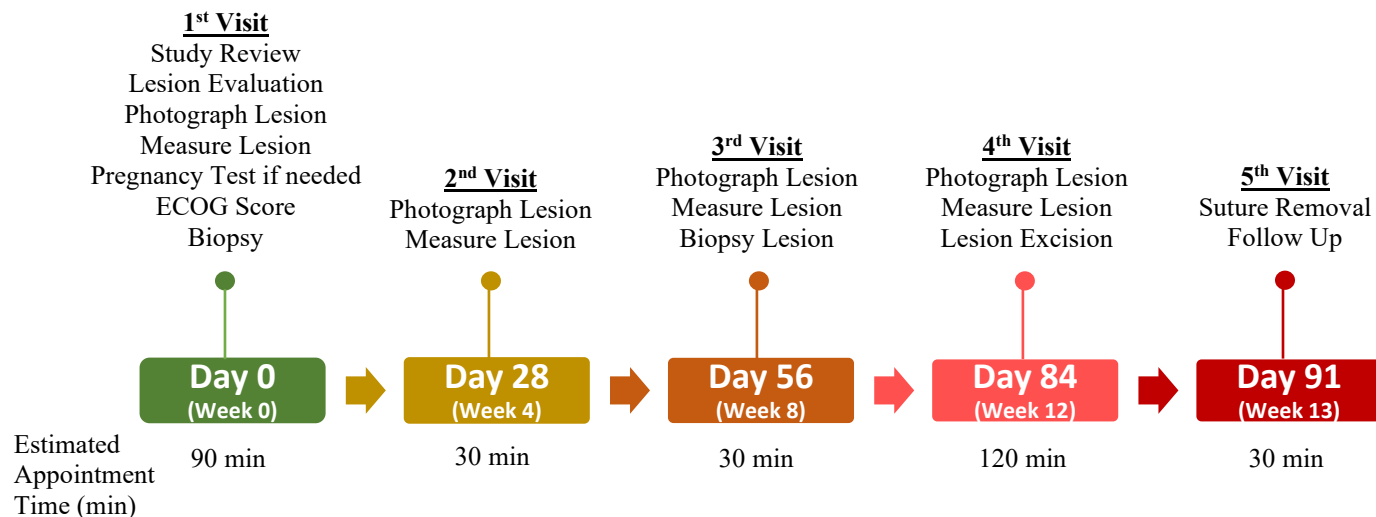 1st Visit
Study Review
Lesion Evaluation
Photograph Lesion
Measure Lesion
Pregnancy Test if needed
ECOG Score
Biopsy
2nd Visit
Photograph Lesion
Measure Lesion
3rd Visit
Photograph Lesion
Measure Lesion
Biopsy Lesion
4th Visit
Photograph Lesion
Measure Lesion
Lesion Excision
5th Visit
Suture Removal
Follow Up
Day 0
(Week 0)
Day 28
(Week 4)
Day 56
(Week 8)
Day 84
(Week 12)
Day 91
(Week 13)
Estimated
Appointment
Time (min)
90 min
30 min
30 min
120 min
30 min